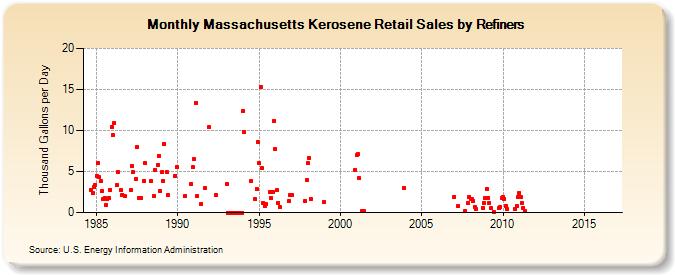 Monthly Massachusetts Kerosene Retail Sales by Refiners
Thousand Gallons per Day
20
15
10
5
0
1985 1990 1995 2000 2005 2010 2015
Source: U.S. Energy Information Administration